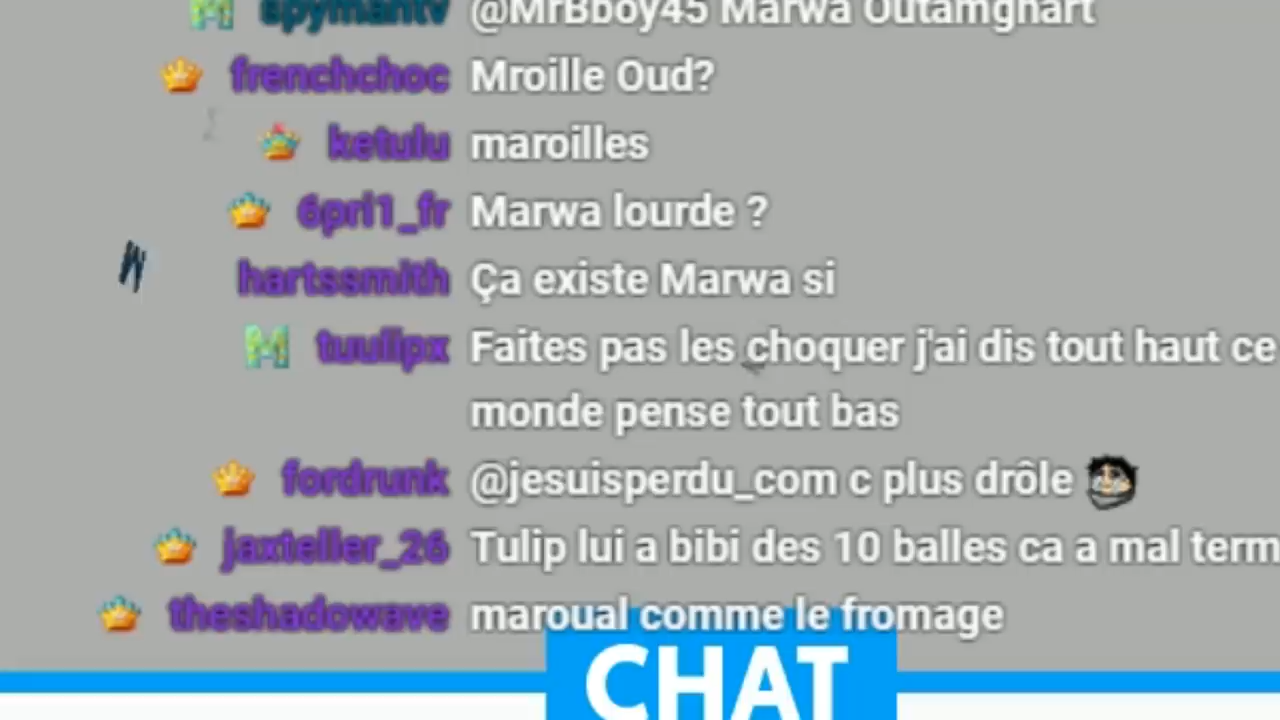 spymantv @MrBboy45 Marwa Outamghart
frenchchoc Mroille Oud?
ketulu maroilles
6pri1_fr Marwa lourde ?
hartssmith Ça existe Marwa si
tuulipx Faites pas les choquer j'ai dis tout haut ce
monde pense tout bas
fordrunk @jesuisperdu_com c plus drôle
jaxteller_26 Tulip lui a bibi des 10 balles ca a mal term
theshadowave maroual comme le fromage
CHAT